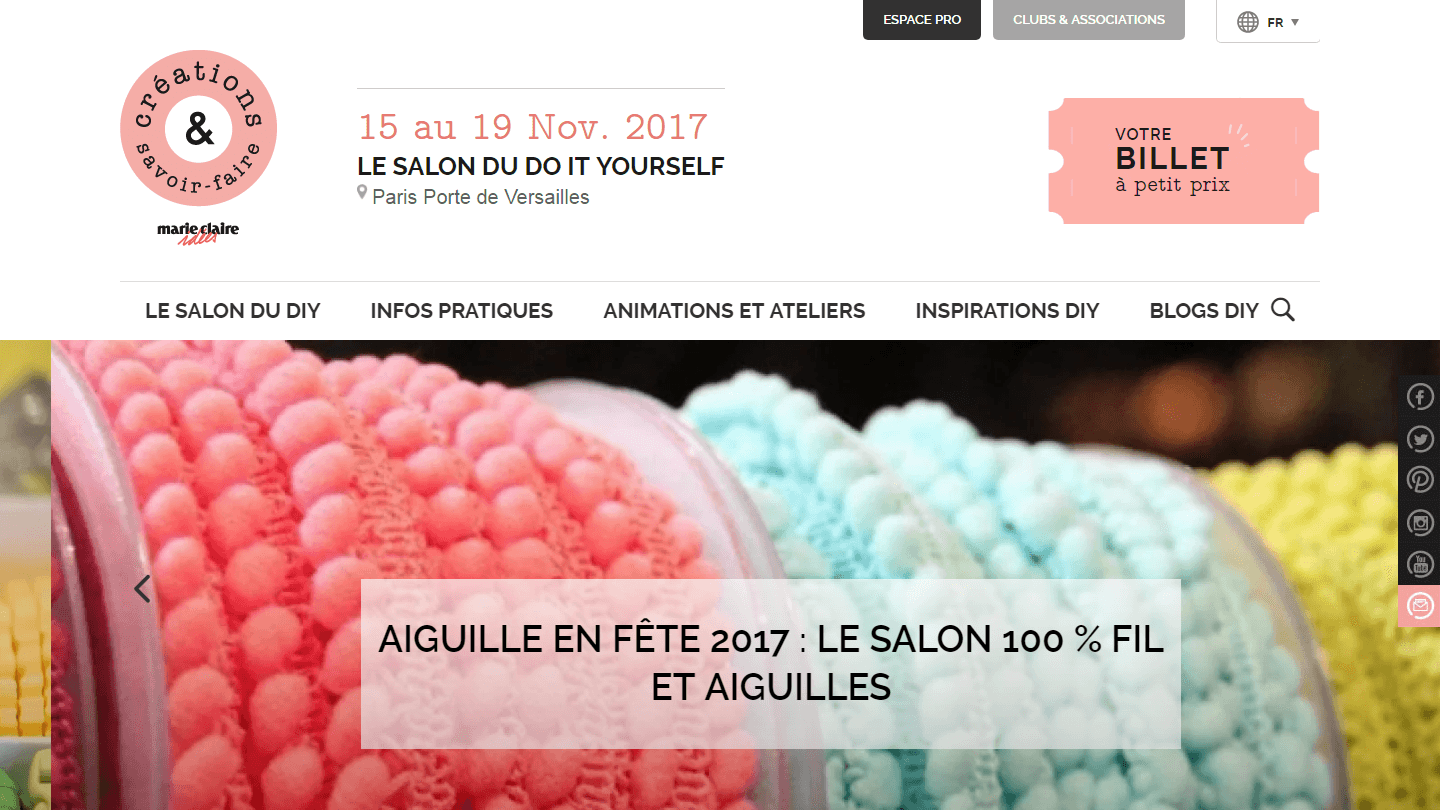 ESPACE PRO
CLUBS & ASSOCIATIONS
FR
créations
&
savoir-faire
marie claire
idées
15 au 19 Nov. 2017
LE SALON DU DO IT YOURSELF
Paris Porte de Versailles
VOTRE
BILLET
à petit prix
LE SALON DU DIY
INFOS PRATIQUES
ANIMATIONS ET ATELIERS
INSPIRATIONS DIY
BLOGS DIY
You
Tube
AIGUILLE EN FÊTE 2017 : LE SALON 100 % FIL
ET AIGUILLES